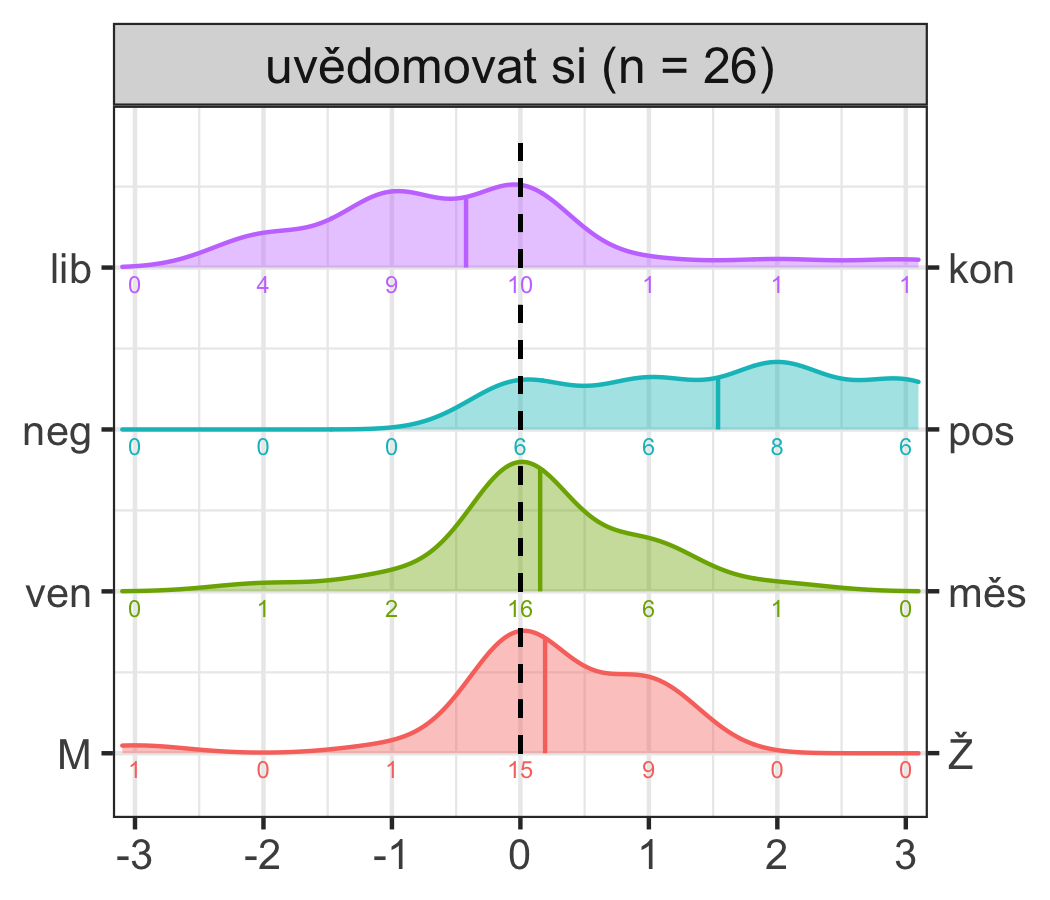 uvědomovat si (n = 26)
lib kon
0 4 9 10 1 1 1
neg pos
0 0 0 6 6 8 6
ven měs
0 1 2 16 6 1 0
M Ž
1 0 1 15 9 0 0
-3 -2 -1 0 1 2 3